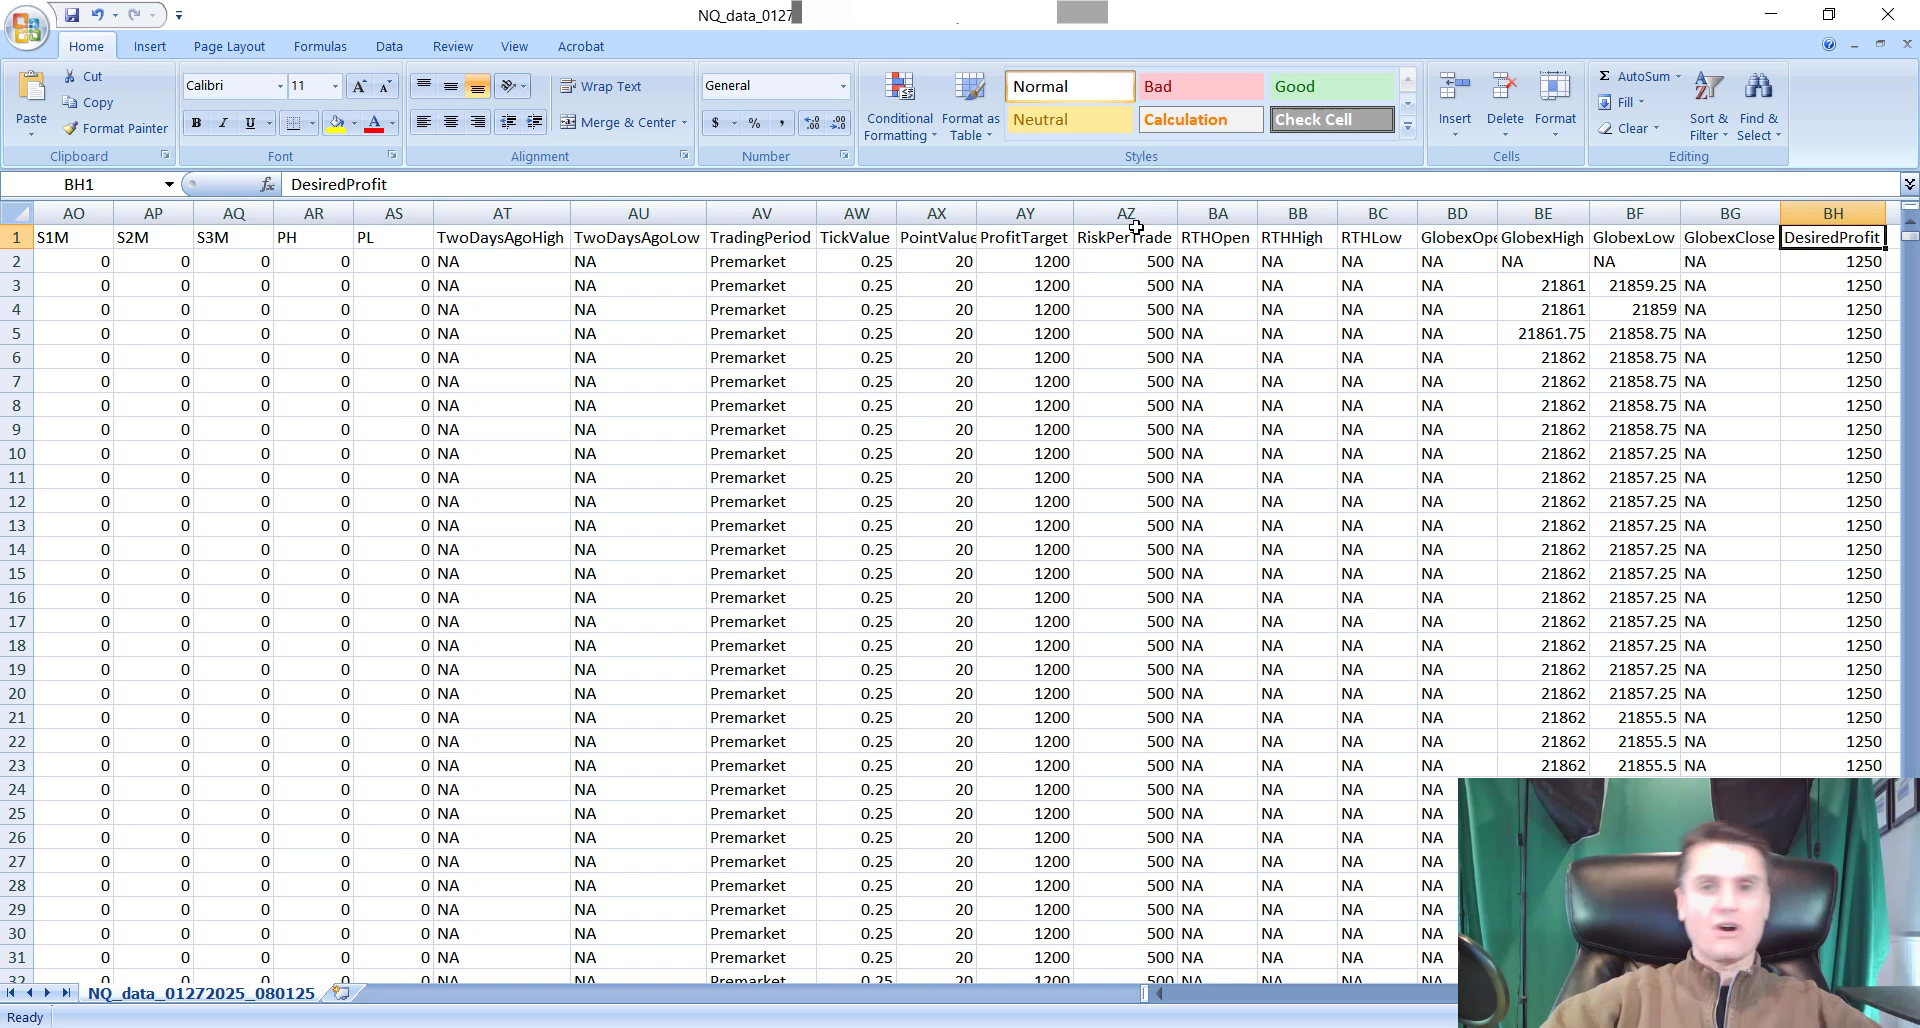 NQ_data_0127
Home Insert Page Layout Formulas Data Review View Acrobat
Paste Cut Calibri 11 Wrap Text General Conditional Formatting Format as Table Normal Bad Good Insert Delete Format AutoSum Sort & Filter Find & Select
Copy B I U Merge & Center $ % , Neutral Calculation Check Cell Fill
Format Painter Clear
Clipboard Font Alignment Number Styles Cells Editing
BH1 fx DesiredProfit
AO AP AQ AR AS AT AU AV AW AX AY AZ BA BB BC BD BE BF BG BH
1 S1M S2M S3M PH PL TwoDaysAgoHigh TwoDaysAgoLow TradingPeriod TickValue PointValue ProfitTarget RiskPerTrade RTHOpen RTHHigh RTHLow GlobexOpe GlobexHigh GlobexLow GlobexClose DesiredProfit
2 0 0 0 0 0 NA NA Premarket 0.25 20 1200 500 NA NA NA NA NA NA NA 1250
3 0 0 0 0 0 NA NA Premarket 0.25 20 1200 500 NA NA NA NA 21861 21859.25 NA 1250
4 0 0 0 0 0 NA NA Premarket 0.25 20 1200 500 NA NA NA NA 21861 21859 NA 1250
5 0 0 0 0 0 NA NA Premarket 0.25 20 1200 500 NA NA NA NA 21861.75 21858.75 NA 1250
6 0 0 0 0 0 NA NA Premarket 0.25 20 1200 500 NA NA NA NA 21862 21858.75 NA 1250
7 0 0 0 0 0 NA NA Premarket 0.25 20 1200 500 NA NA NA NA 21862 21858.75 NA 1250
8 0 0 0 0 0 NA NA Premarket 0.25 20 1200 500 NA NA NA NA 21862 21858.75 NA 1250
9 0 0 0 0 0 NA NA Premarket 0.25 20 1200 500 NA NA NA NA 21862 21858.75 NA 1250
10 0 0 0 0 0 NA NA Premarket 0.25 20 1200 500 NA NA NA NA 21862 21857.25 NA 1250
11 0 0 0 0 0 NA NA Premarket 0.25 20 1200 500 NA NA NA NA 21862 21857.25 NA 1250
12 0 0 0 0 0 NA NA Premarket 0.25 20 1200 500 NA NA NA NA 21862 21857.25 NA 1250
13 0 0 0 0 0 NA NA Premarket 0.25 20 1200 500 NA NA NA NA 21862 21857.25 NA 1250
14 0 0 0 0 0 NA NA Premarket 0.25 20 1200 500 NA NA NA NA 21862 21857.25 NA 1250
15 0 0 0 0 0 NA NA Premarket 0.25 20 1200 500 NA NA NA NA 21862 21857.25 NA 1250
16 0 0 0 0 0 NA NA Premarket 0.25 20 1200 500 NA NA NA NA 21862 21857.25 NA 1250
17 0 0 0 0 0 NA NA Premarket 0.25 20 1200 500 NA NA NA NA 21862 21857.25 NA 1250
18 0 0 0 0 0 NA NA Premarket 0.25 20 1200 500 NA NA NA NA 21862 21857.25 NA 1250
19 0 0 0 0 0 NA NA Premarket 0.25 20 1200 500 NA NA NA NA 21862 21857.25 NA 1250
20 0 0 0 0 0 NA NA Premarket 0.25 20 1200 500 NA NA NA NA 21862 21857.25 NA 1250
21 0 0 0 0 0 NA NA Premarket 0.25 20 1200 500 NA NA NA NA 21862 21855.5 NA 1250
22 0 0 0 0 0 NA NA Premarket 0.25 20 1200 500 NA NA NA NA 21862 21855.5 NA 1250
23 0 0 0 0 0 NA NA Premarket 0.25 20 1200 500 NA NA NA NA 21862 21855.5 NA 1250
24 0 0 0 0 0 NA NA Premarket 0.25 20 1200 500 NA NA NA NA
25 0 0 0 0 0 NA NA Premarket 0.25 20 1200 500 NA NA NA NA
26 0 0 0 0 0 NA NA Premarket 0.25 20 1200 500 NA NA NA NA
27 0 0 0 0 0 NA NA Premarket 0.25 20 1200 500 NA NA NA NA
28 0 0 0 0 0 NA NA Premarket 0.25 20 1200 500 NA NA NA NA
29 0 0 0 0 0 NA NA Premarket 0.25 20 1200 500 NA NA NA NA
30 0 0 0 0 0 NA NA Premarket 0.25 20 1200 500 NA NA NA NA
31 0 0 0 0 0 NA NA Premarket 0.25 20 1200 500 NA NA NA NA
32 0 0 0 0 0 NA NA Premarket 0.25 20 1200 500 NA NA NA NA
NQ_data_01272025_080125
Ready